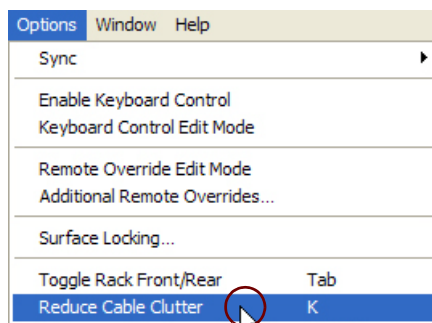 Options Window Help
Sync
Enable Keyboard Control
Keyboard Control Edit Mode
Remote Override Edit Mode
Additional Remote Overrides...
Surface Locking...
Toggle Rack Front/Rear Tab
Reduce Cable Clutter K